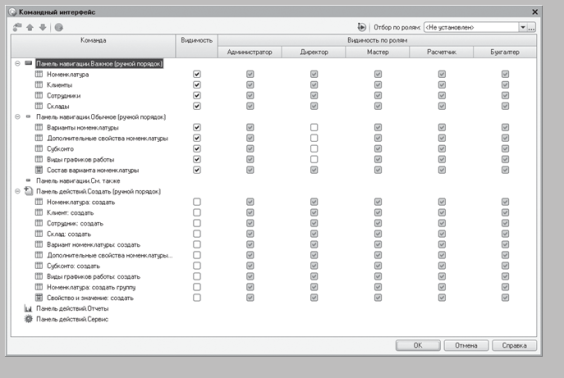 Командный интерфейс
Отбор по ролям: <Не установлен>
Команда Видимость Видимость по ролям
Администратор Директор Мастер Расчетчик Бухгалтер
Панель навигации.Важное (ручной порядок)
Номенклатура
Клиенты
Сотрудники
Склады
Панель навигации.Обычное (ручной порядок)
Варианты номенклатуры
Дополнительные свойства номенклатуры
Субконто
Виды графиков работы
Состав варианта номенклатуры
Панель навигации.См. также
Панель действий.Создать (ручной порядок)
Номенклатура: создать
Клиент: создать
Сотрудник: создать
Склад: создать
Вариант номенклатуры: создать
Дополнительные свойства номенклатуры...
Субконто: создать
Виды графиков работы: создать
Номенклатура: создать группу
Свойство и значение: создать
Панель действий.Отчеты
Панель действий.Сервис
ОК Отмена Справка